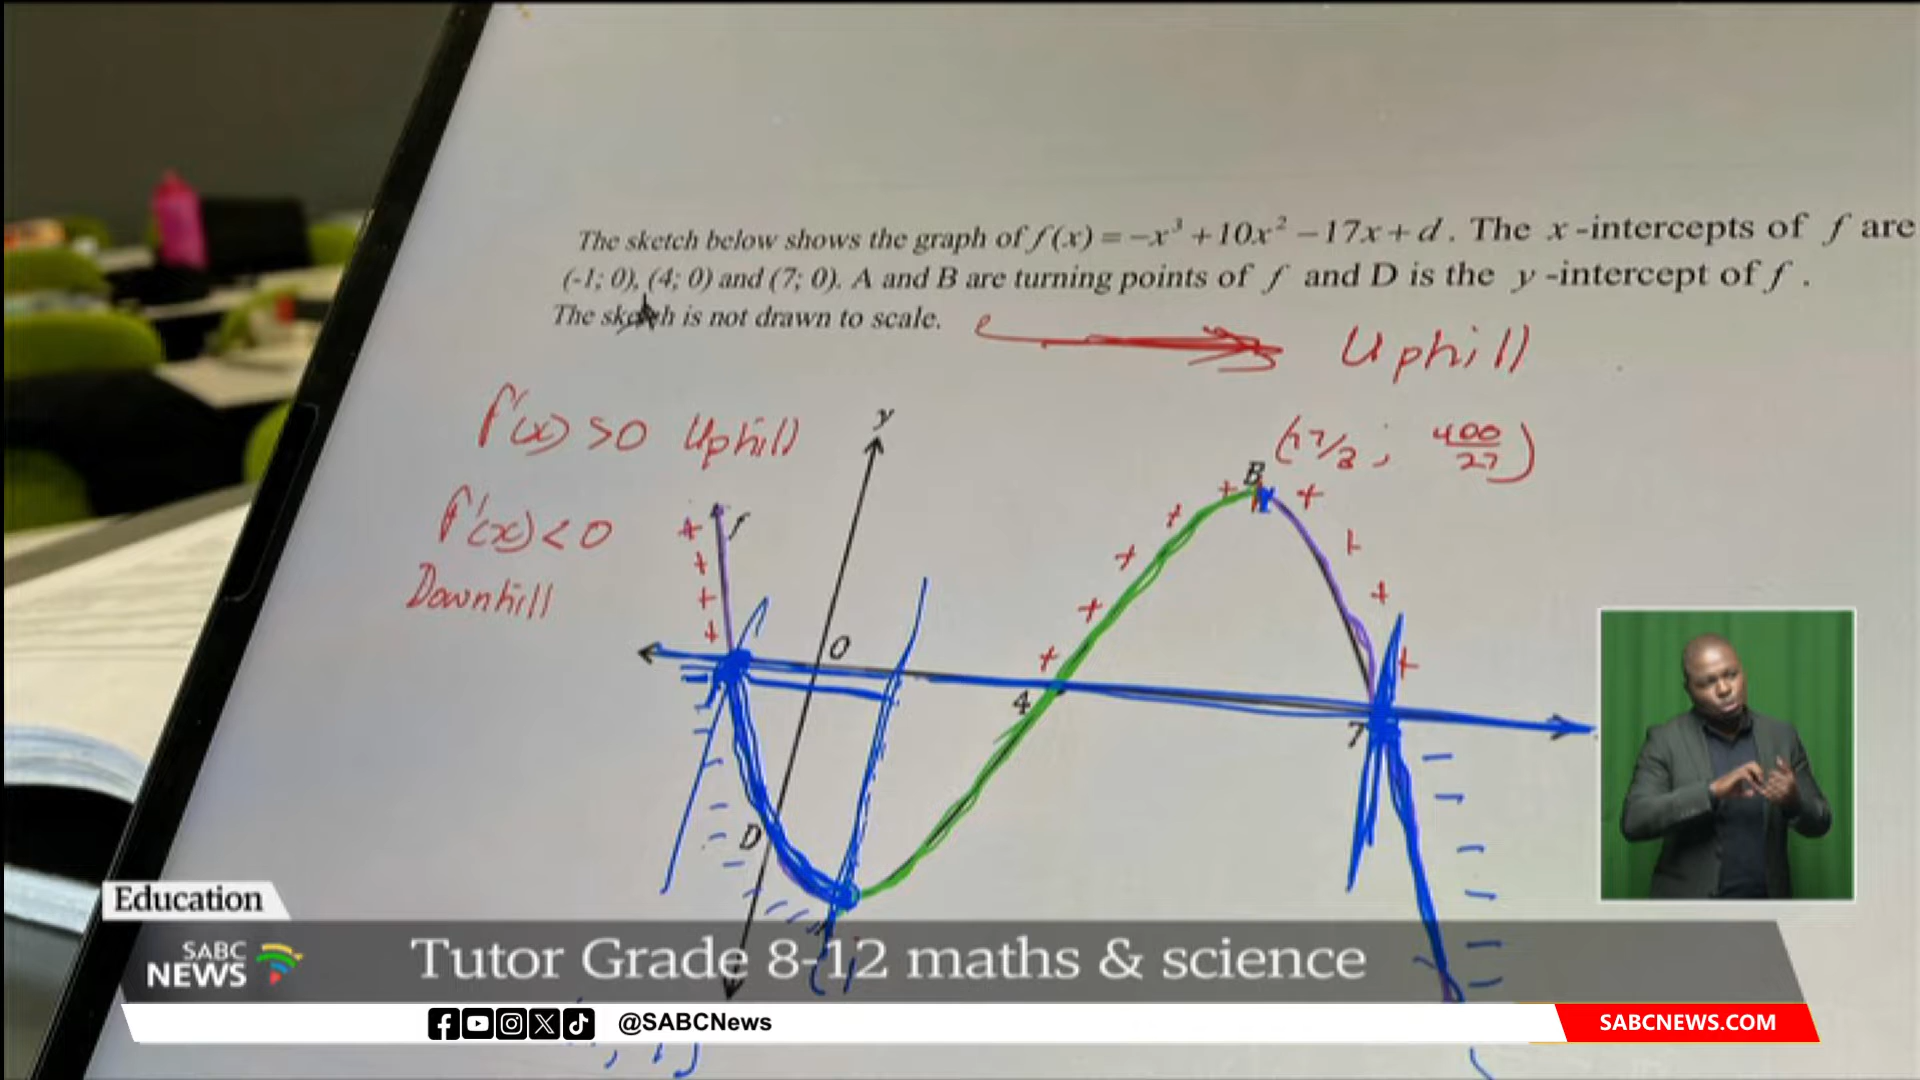 The sketch below shows the graph of f(x) = -x³ + 10x² - 17x + d. The x-intercepts of f are
(-1; 0), (4; 0) and (7; 0). A and B are turning points of f and D is the y-intercept of f.
The sketch is not drawn to scale.
Uphill
f'(x) > 0 Uphill
y
(17/3 ; 400/27)
B
f'(x) < 0
f
Downhill
O
4
7
D
Education
SABC NEWS
Tutor Grade 8-12 maths & science
@SABCNews
SABCNEWS.COM